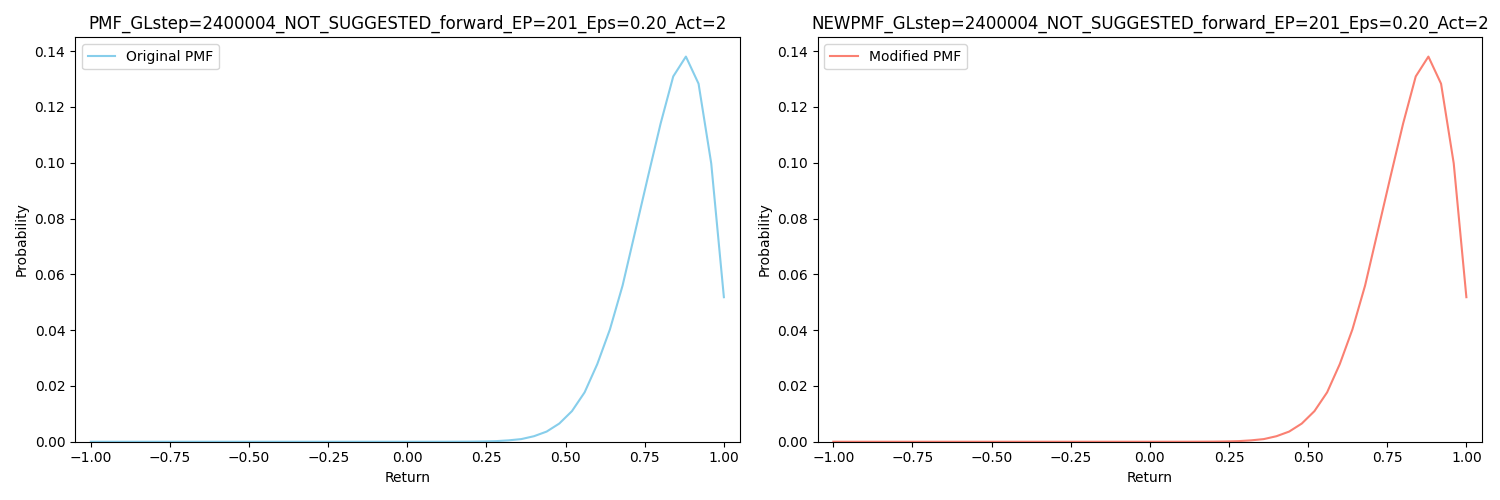 PMF_GLstep=2400004_NOT_SUGGESTED_forward_EP=201_Eps=0.20_Act=2
Original PMF
0.14
0.12
0.10
0.08
0.06
0.04
0.02
0.00
Probability
−1.00 −0.75 −0.50 −0.25 0.00 0.25 0.50 0.75 1.00
Return
NEWPMF_GLstep=2400004_NOT_SUGGESTED_forward_EP=201_Eps=0.20_Act=2
Modified PMF
0.14
0.12
0.10
0.08
0.06
0.04
0.02
0.00
Probability
−1.00 −0.75 −0.50 −0.25 0.00 0.25 0.50 0.75 1.00
Return